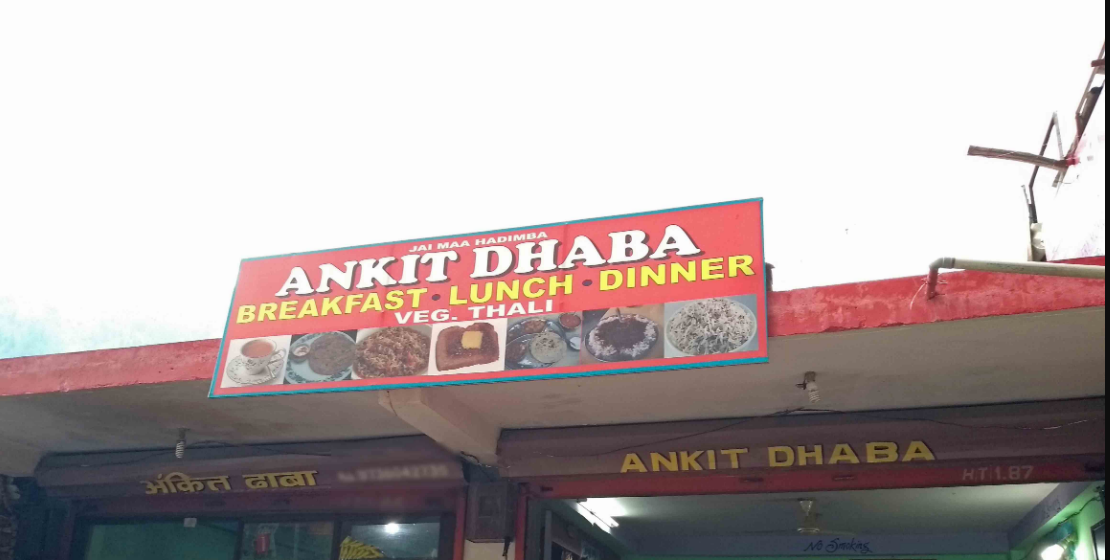 JAI MAA HADIMBA
ANKIT DHABA
BREAKFAST • LUNCH • DINNER
VEG. THALI
अंकित ढाबा
ANKIT DHABA
H.T.1.87
No Smoking